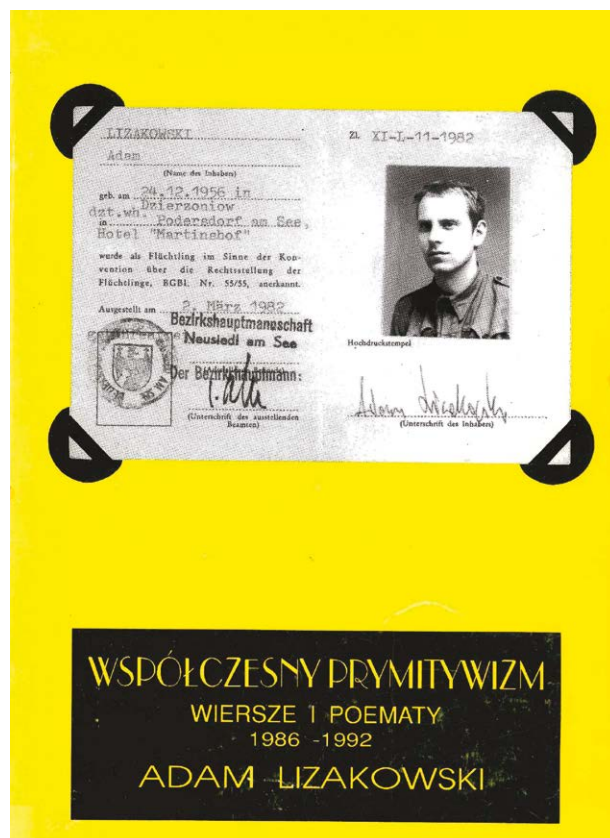 LIZAKOWSKI
Adam
(Name des Inhabers)
geb. am 24.12.1956 in
Dzierzoniow
dzt.wh.
in Podersdorf am See,
Hotel "Martinshof"
wurde als Flüchtling im Sinne der Kon-
vention über die Rechtsstellung der
Flüchtlinge, BGBl. Nr. 55/55, anerkannt.
Ausgestellt am 2. März 1982
Bezirkshauptmannschaft
Neusiedl am See
Der Bezirkshauptmann:
(Unterschrift des ausstellenden
Beamten)
Zl. XI-L-11-1982
Hochdruckstempel
Adam Lizakowski
(Unterschrift des Inhabers)
WSPÓŁCZESNY PRYMITYWIZM
WIERSZE I POEMATY
1986 -1992
ADAM LIZAKOWSKI